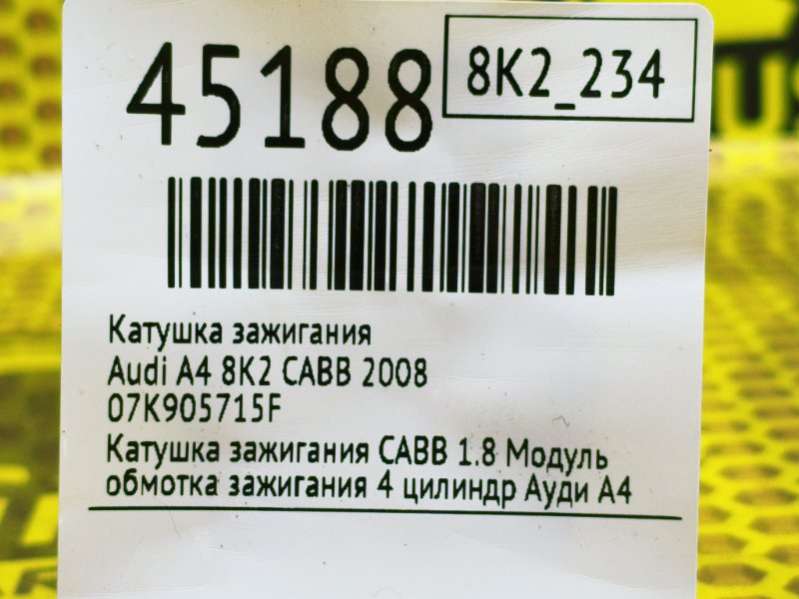 45188
8K2_234
Катушка зажигания
Audi A4 8K2 CABB 2008
07K905715F
Катушка зажигания CABB 1.8 Модуль
обмотка зажигания 4 цилиндр Ауди А4